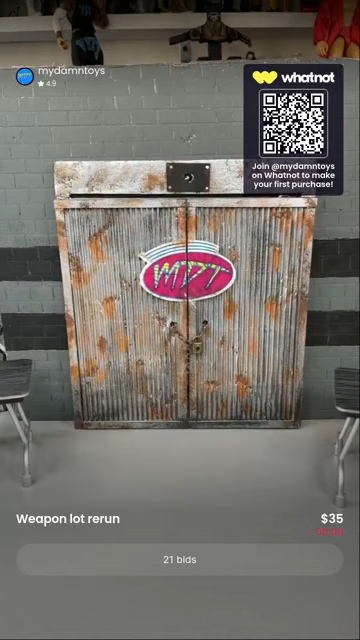 mydamntoys
4.9
whatnot
Join @mydamntoys
on Whatnot to make
your first purchase!
MDT
Weapon lot rerun
$35
21 bids